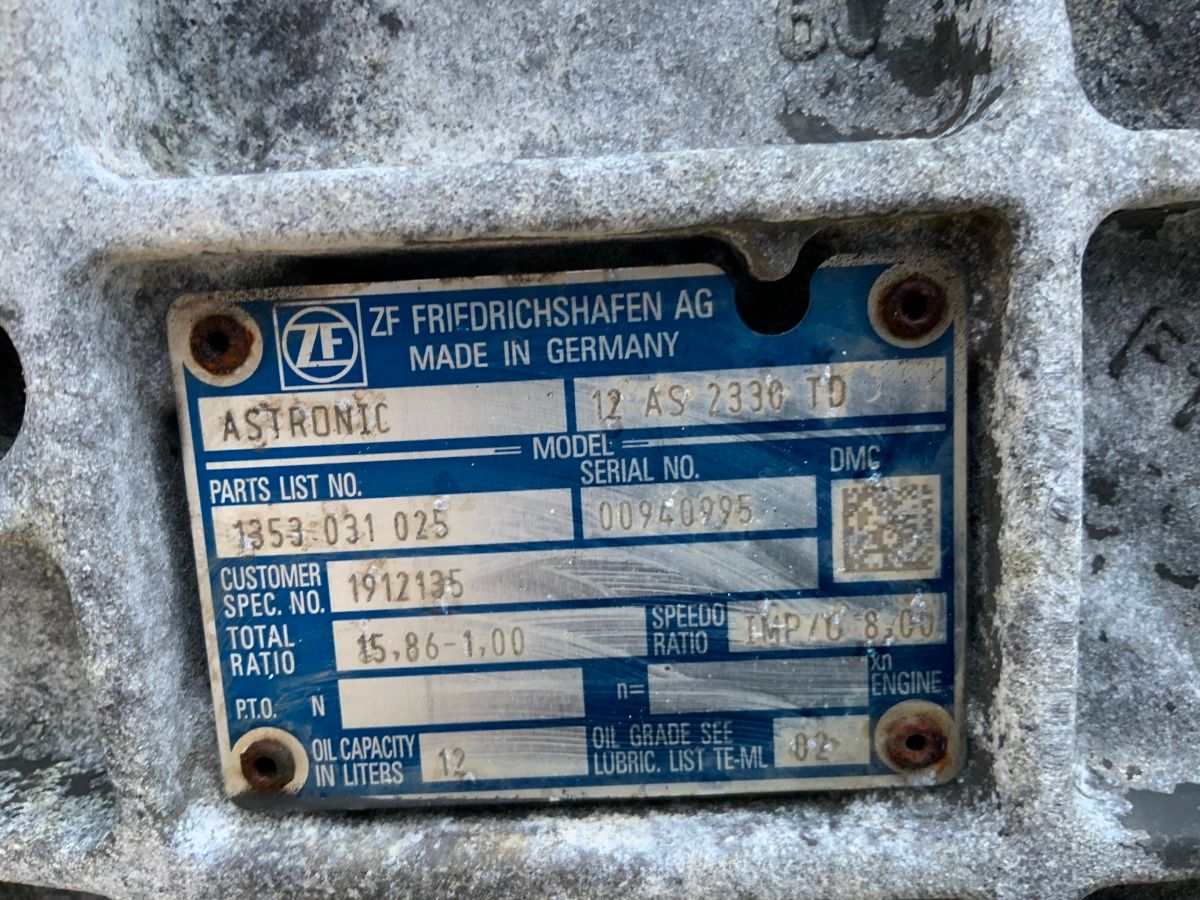 60
ZF
ZF FRIEDRICHSHAFEN AG
MADE IN GERMANY
ASTRONIC 12 AS 2330 TD
MODEL
PARTS LIST NO. SERIAL NO. DMC
1353 031 025 00940995
CUSTOMER SPEC. NO. 1912135
TOTAL RATIO 15,86-1,00 SPEEDO RATIO IMP/U 8,00
P.T.O. N n= xn ENGINE
OIL CAPACITY IN LITERS 12 OIL GRADE SEE LUBRIC. LIST TE-ML 02